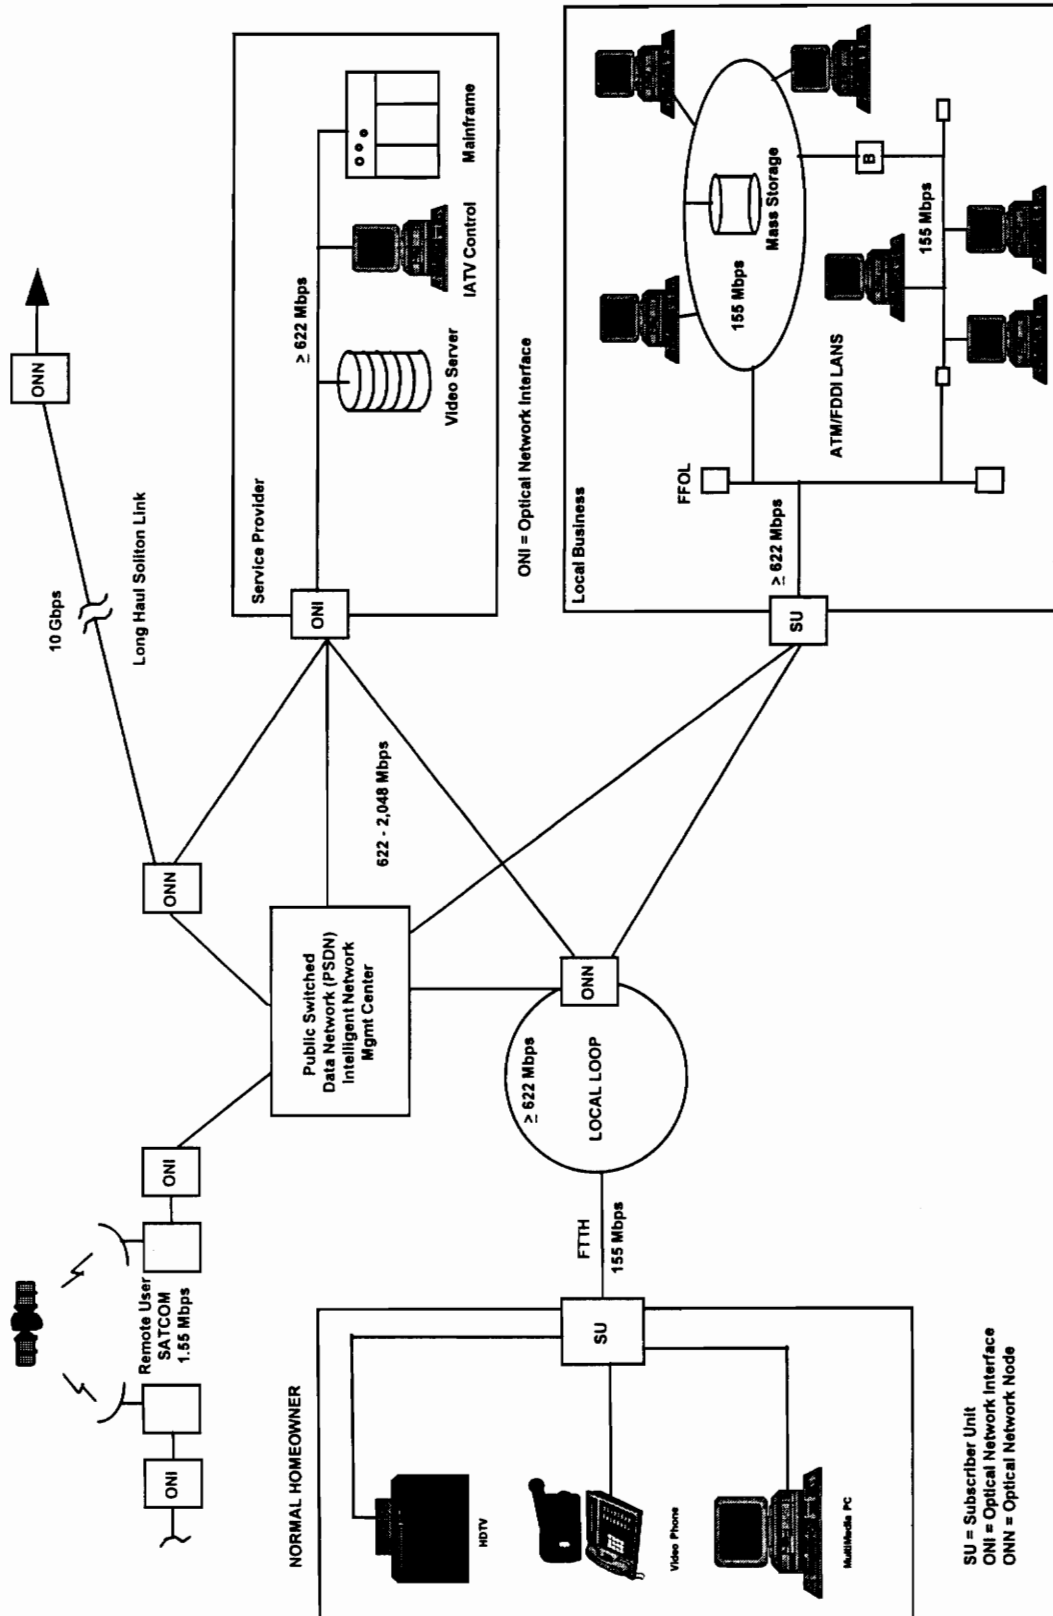 Remote User
SATCOM
1.55 Mbps
ONI
ONI
ONN
10 Gbps
Long Haul Soliton Link
ONN
Public Switched
Data Network (PSDN)
Intelligent Network
Mgmt Center
622 - 2,048 Mbps
Service Provider
ONI
≥ 622 Mbps
Video Server
IATV Control
Mainframe
ONI = Optical Network Interface
NORMAL HOMEOWNER
HDTV
Video Phone
MultiMedia PC
SU
FTTH
155 Mbps
≥ 622 Mbps
LOCAL LOOP
ONN
Local Business
SU
≥ 622 Mbps
FFOL
155 Mbps
Mass Storage
ATM/FDDI LANS
B
155 Mbps
SU = Subscriber Unit
ONI = Optical Network Interface
ONN = Optical Network Node